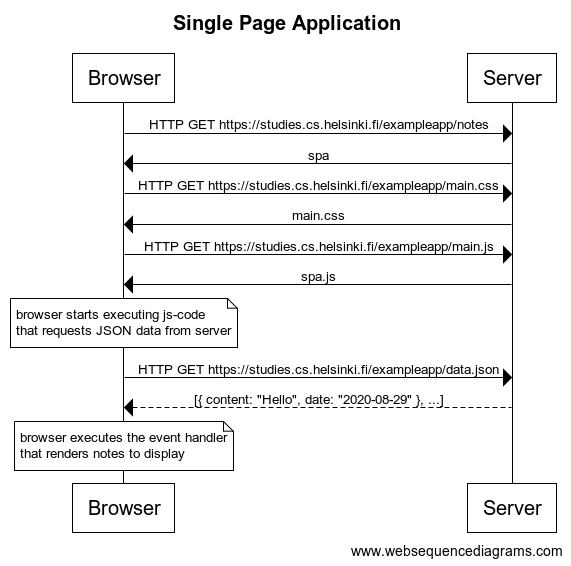 Single Page Application
Browser
Server
HTTP GET https://studies.cs.helsinki.fi/exampleapp/notes
spa
HTTP GET https://studies.cs.helsinki.fi/exampleapp/main.css
main.css
HTTP GET https://studies.cs.helsinki.fi/exampleapp/main.js
spa.js
browser starts executing js-code
that requests JSON data from server
HTTP GET https://studies.cs.helsinki.fi/exampleapp/data.json
[{ content: "Hello", date: "2020-08-29" }, ...]
browser executes the event handler
that renders notes to display
Browser
Server
www.websequencediagrams.com